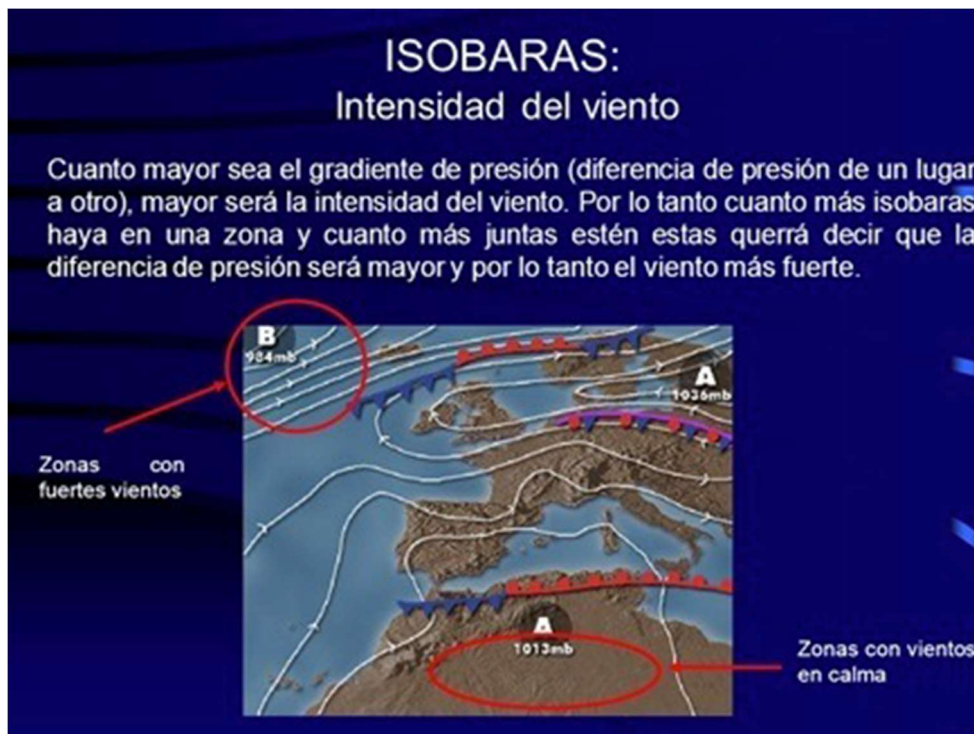 ISOBARAS:
Intensidad del viento
Cuanto mayor sea el gradiente de presión (diferencia de presión de un lugar
a otro), mayor será la intensidad del viento. Por lo tanto cuanto más isobaras
haya en una zona y cuanto más juntas estén estas querrá decir que la
diferencia de presión será mayor y por lo tanto el viento más fuerte.
B
984mb
A
1036mb
Zonas con
fuertes vientos
A
1013mb
Zonas con vientos
en calma